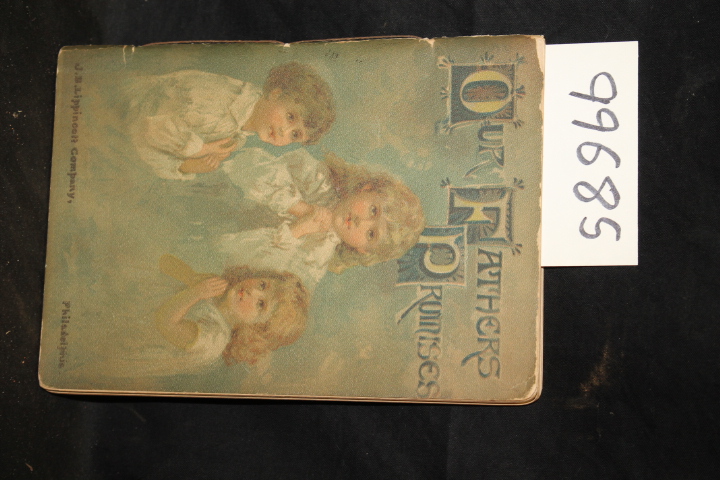 Our
Fathers
Promises
J.B. Lippincott Company,
Philadelphia
99685